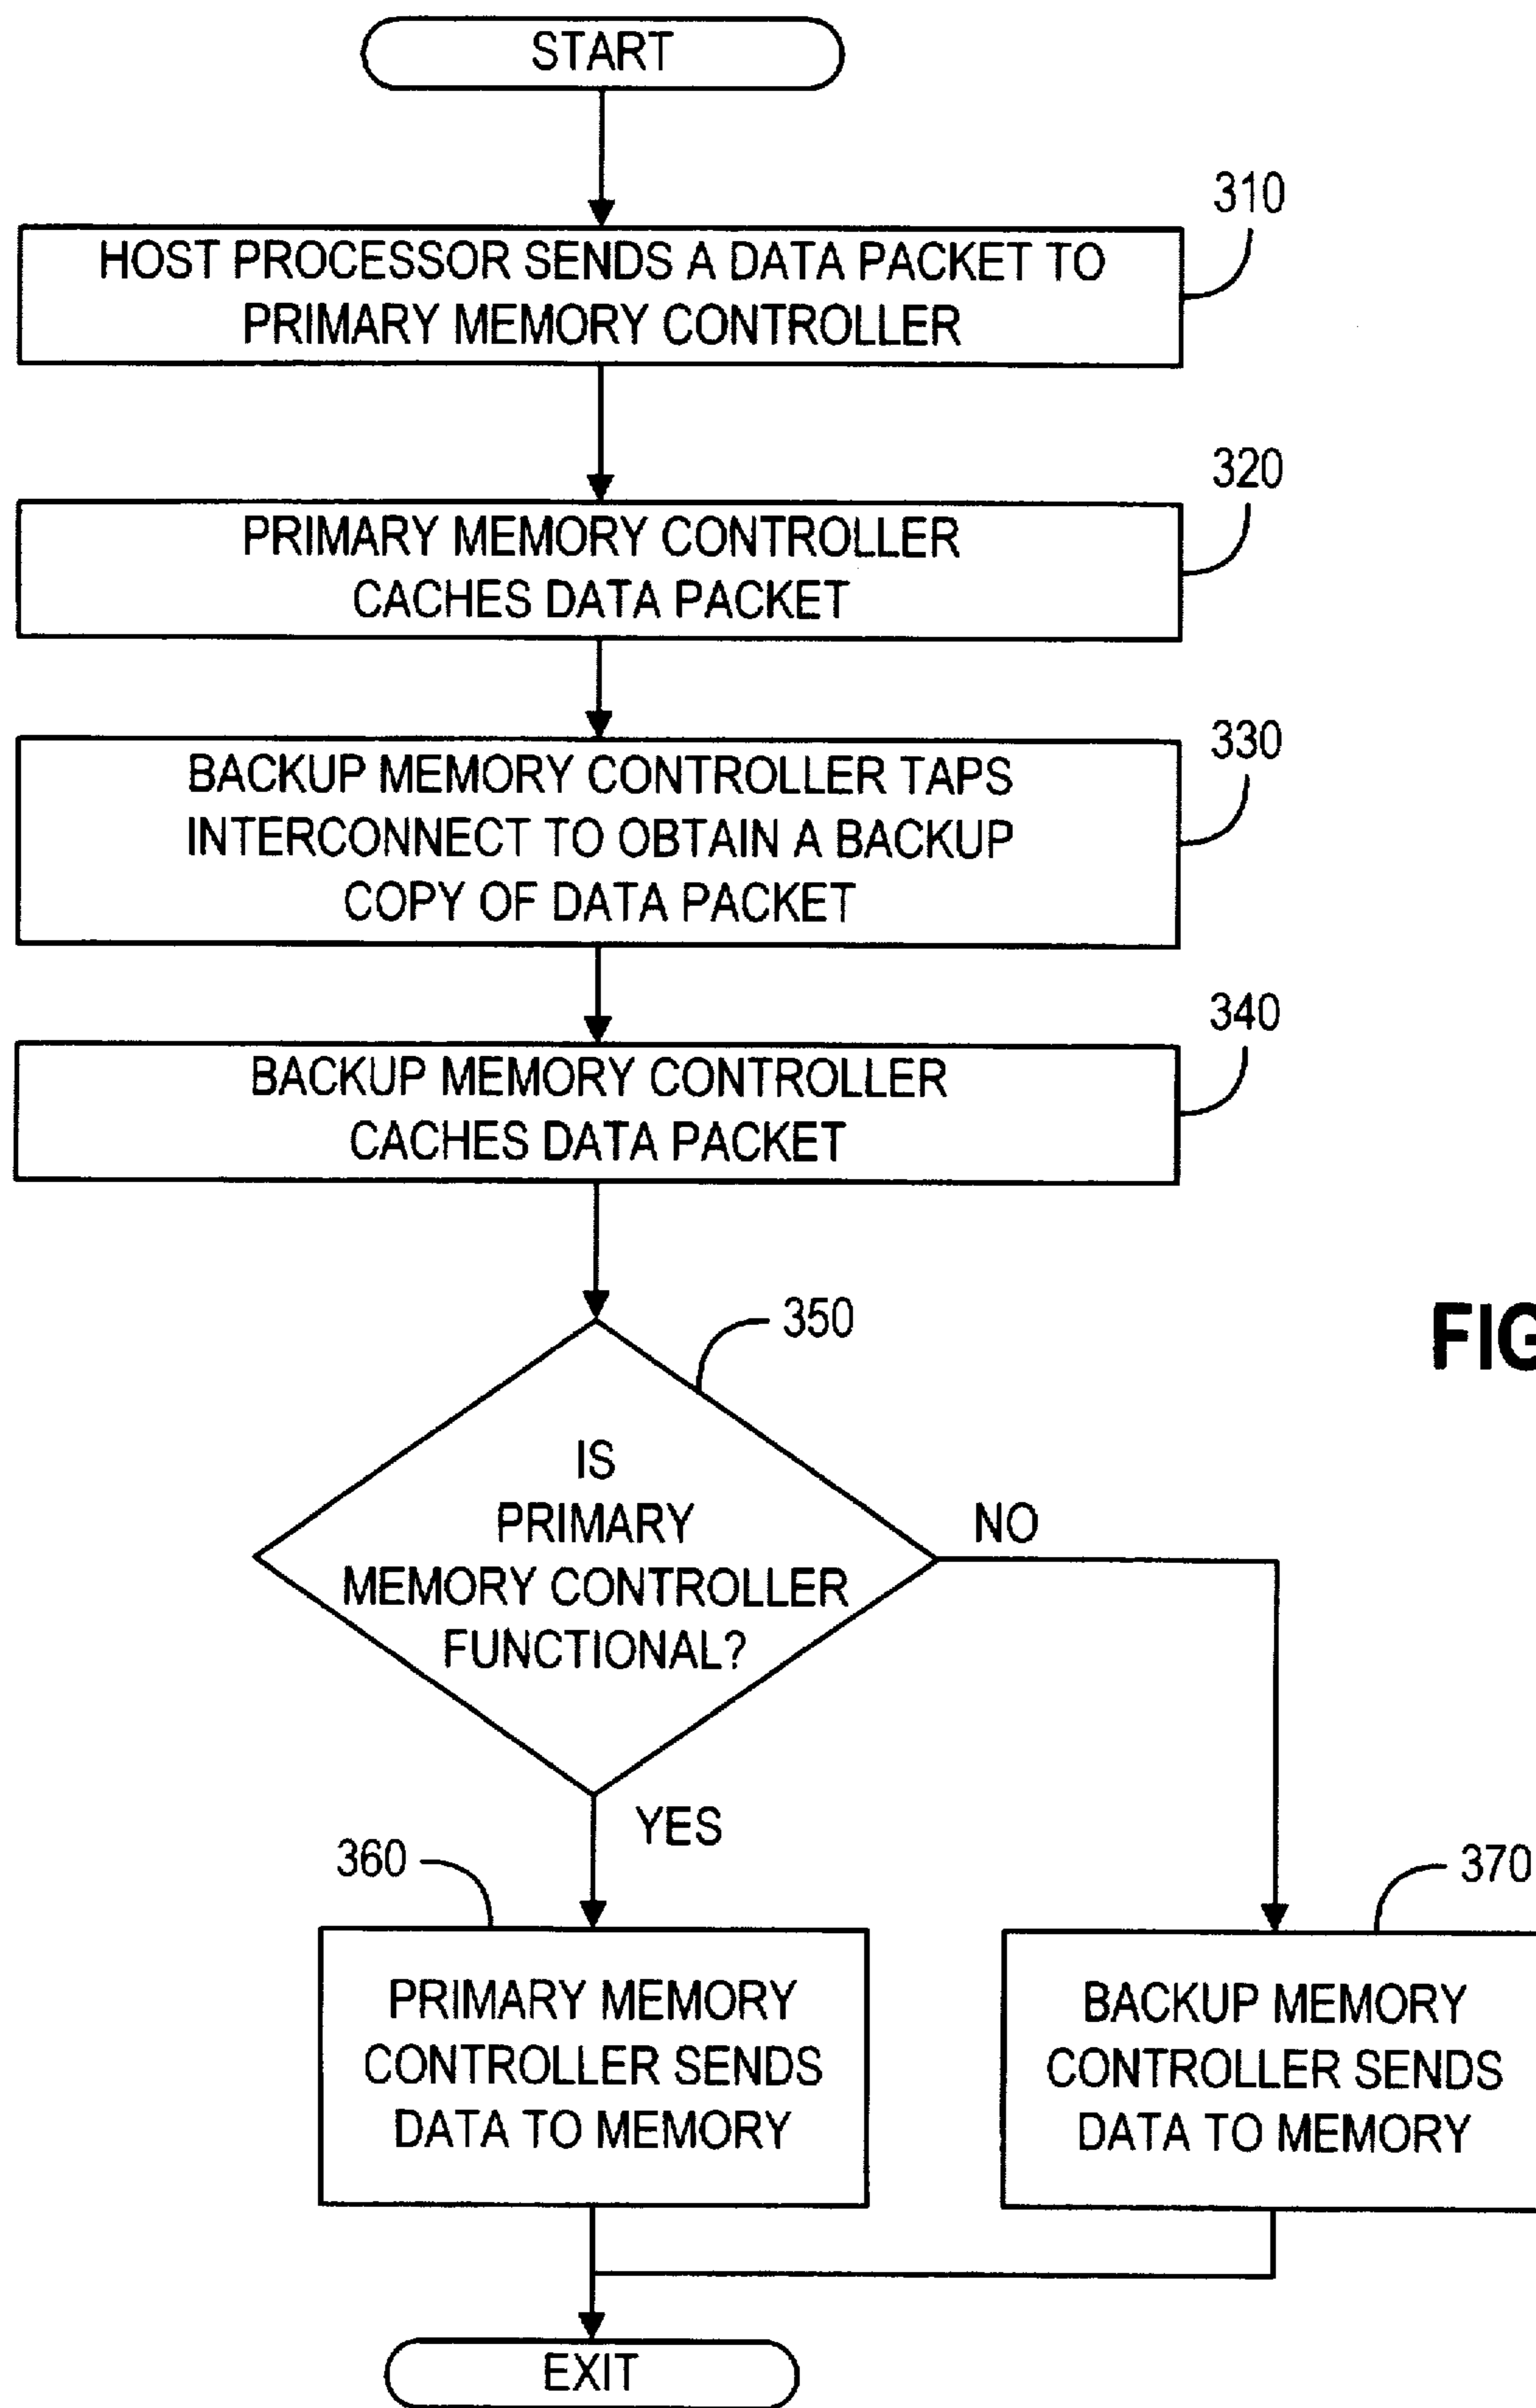 START
310
HOST PROCESSOR SENDS A DATA PACKET TO
PRIMARY MEMORY CONTROLLER
320
PRIMARY MEMORY CONTROLLER
CACHES DATA PACKET
330
BACKUP MEMORY CONTROLLER TAPS
INTERCONNECT TO OBTAIN A BACKUP
COPY OF DATA PACKET
340
BACKUP MEMORY CONTROLLER
CACHES DATA PACKET
350
FIG
IS
PRIMARY
MEMORY CONTROLLER
FUNCTIONAL?
NO
YES
360
370
PRIMARY MEMORY
CONTROLLER SENDS
DATA TO MEMORY
BACKUP MEMORY
CONTROLLER SENDS
DATA TO MEMORY
EXIT